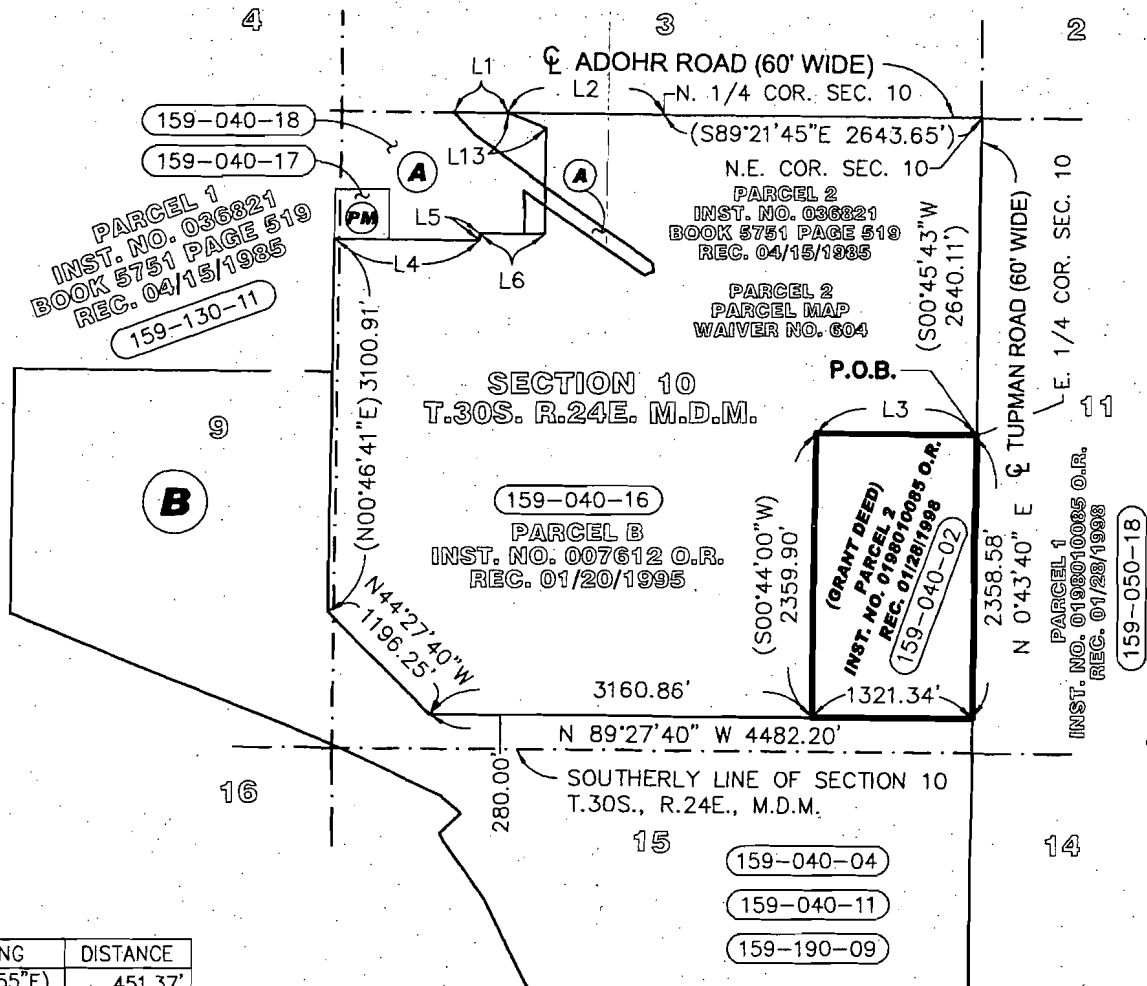 4
3
2
℄ ADOHR ROAD (60' WIDE)
L1
L2
N. 1/4 COR. SEC. 10
(S89°21'45"E 2643.65')
N.E. COR. SEC. 10
159-040-18
159-040-17
L13
A
A
PM
L5
L4
L6
PARCEL 1
INST. NO. 036821
BOOK 5751 PAGE 519
REC. 04/15/1985
159-130-11
PARCEL 2
INST. NO. 036821
BOOK 5751 PAGE 519
REC. 04/15/1985
PARCEL 2
PARCEL MAP
WAIVER NO. 604
(S00°45'43"W
2640.11')
℄ TUPMAN ROAD (60' WIDE)
E. 1/4 COR. SEC. 10
P.O.B.
L3
11
(N00°46'41"E) 3100.91'
SECTION 10
T.30S. R.24E. M.D.M.
9
B
159-040-16
PARCEL B
INST. NO. 007612 O.R.
REC. 01/20/1995
(S00°44'00"W)
2359.90'
(GRANT DEED)
PARCEL 2
INST. NO. 0198010085 O.R.
REC. 01/28/1998
159-040-02
2358.58'
N 0°43'40" E
PARCEL 1
INST. NO. 0198010085 O.R.
REC. 01/28/1998
159-050-18
N44°27'40"W
1196.25'
3160.86'
1321.34'
N 89°27'40" W 4482.20'
280.00'
SOUTHERLY LINE OF SECTION 10
T.30S., R.24E., M.D.M.
16
15
14
159-040-04
159-040-11
159-190-09
NG DISTANCE
55"E) 451.37'